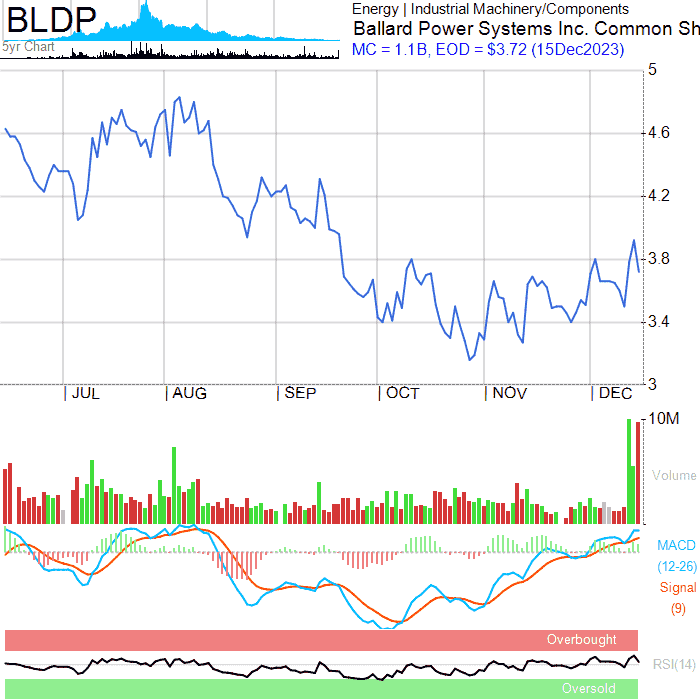 BLDP
5yr Chart
Energy | Industrial Machinery/Components
Ballard Power Systems Inc. Common Sh
MC = 1.1B, EOD = $3.72 (15Dec2023)
5
4.6
4.2
3.8
3.4
3
JUL AUG SEP OCT NOV DEC
10M
Volume
MACD
(12-26)
Signal
(9)
Overbought
RSI(14)
Oversold